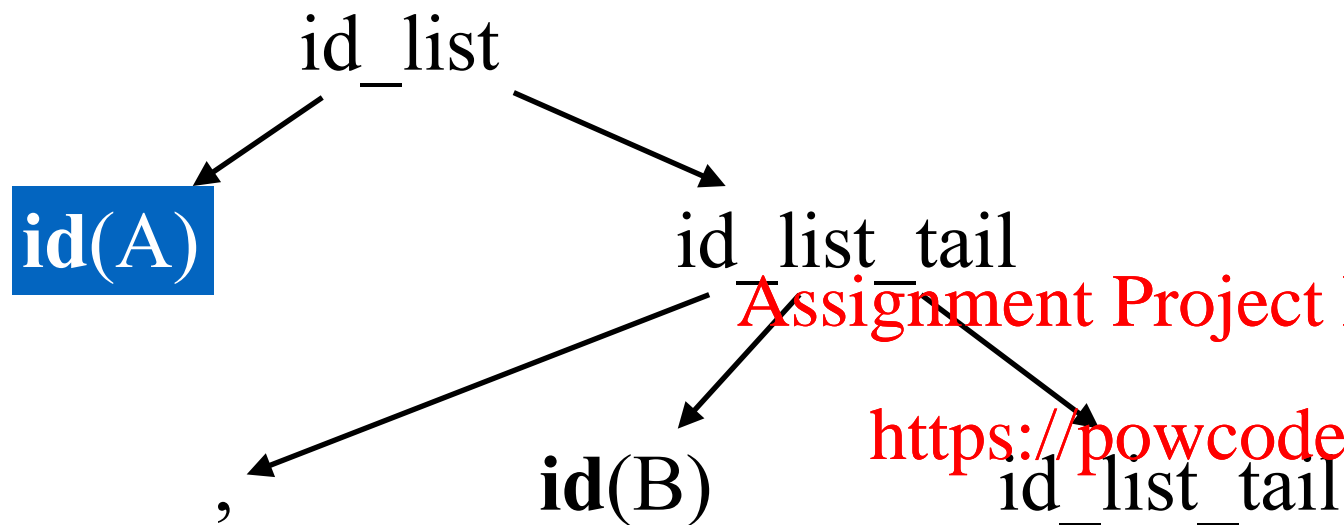 id_list
id(A)
id_list_tail
Assignment Project
https://powcode
, id(B) id_list_tail